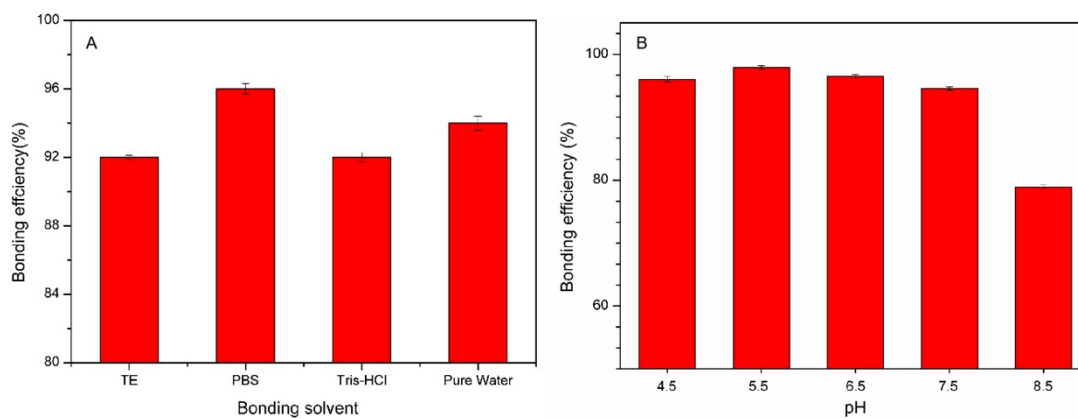 A
Bonding effciency(%)
100
96
92
88
84
80
TE PBS Tris-HCl Pure Water
Bonding solvent
B
Bonding efficiency (%)
100
80
60
4.5 5.5 6.5 7.5 8.5
pH